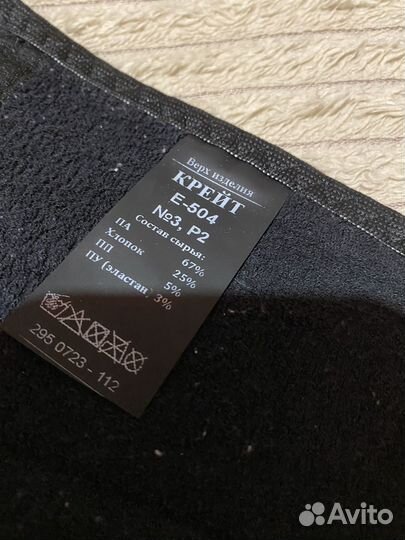 Верх изделия
КРЕЙТ
Е-504
№3, Р2
Состав сырья:
ПА 67%
Хлопок 25%
ПП 5%
ПУ (эластан, 3%
295 0723 - 112
Avito